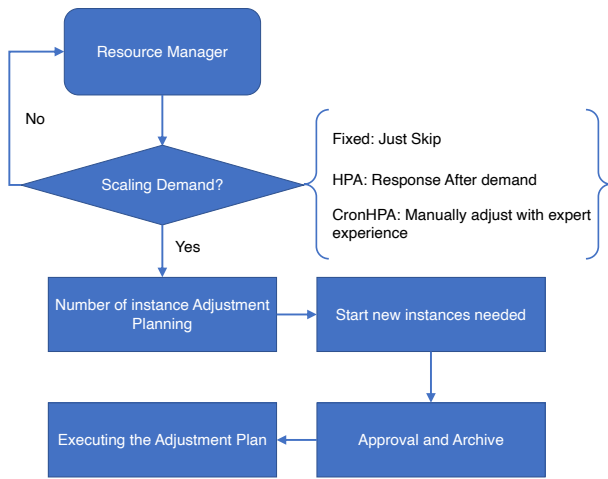 Resource Manager
No
Fixed: Just Skip
Scaling Demand?
HPA: Response After demand
CronHPA: Manually adjust with expert
experience
Yes
Number of instance Adjustment
Planning
Start new instances needed
Executing the Adjustment Plan
Approval and Archive